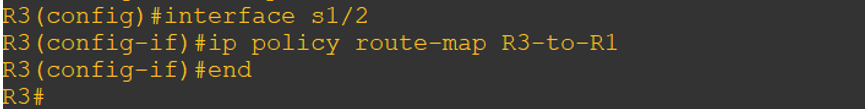 R3(config)#interface s1/2
R3(config-if)#ip policy route-map R3-to-R1
R3(config-if)#end
R3#